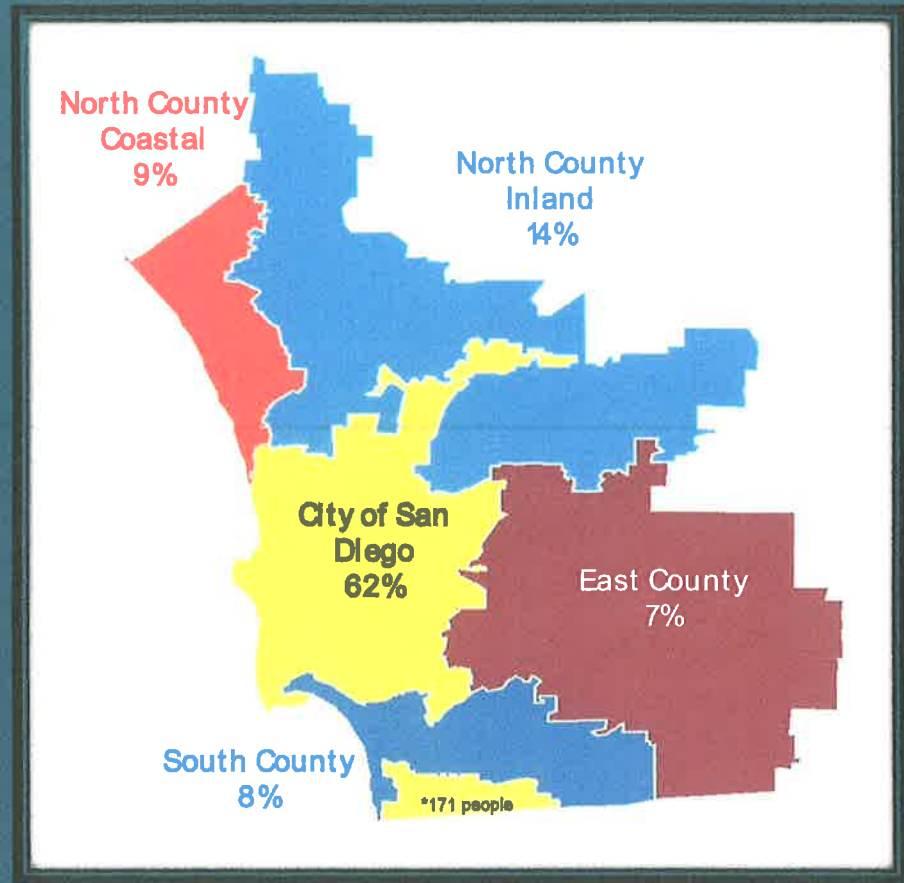 North County
Coastal
9%
North County
Inland
14%
City of San
Diego
62%
East County
7%
South County
8%
*171 people